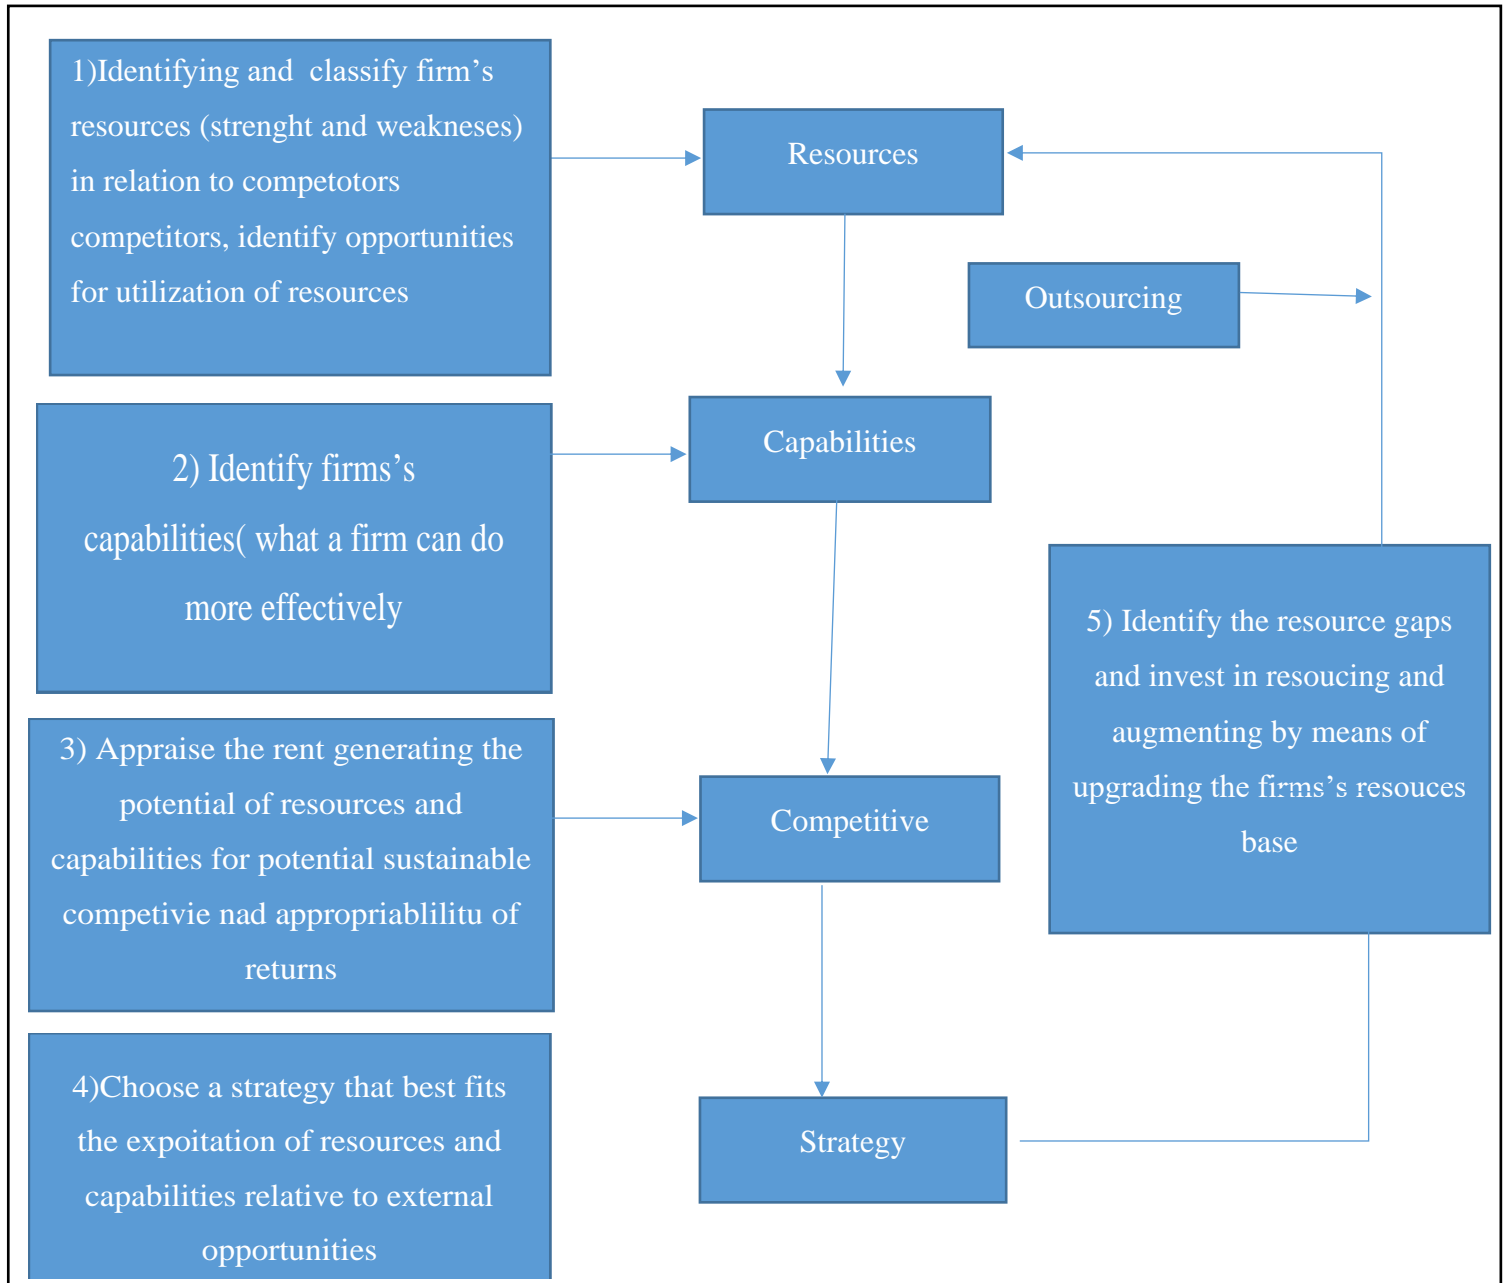 1)Identifying and classify firm's
resources (strenght and weakneses)
in relation to competotors
competitors, identify opportunities
for utilization of resources
Resources
Outsourcing
2) Identify firms's
capabilities( what a firm can do
more effectively
Capabilities
3) Appraise the rent generating the
potential of resources and
capabilities for potential sustainable
competivie nad appropriablilitu of
returns
Competitive
5) Identify the resource gaps
and invest in resoucing and
augmenting by means of
upgrading the firms's resouces
base
4)Choose a strategy that best fits
the expoitation of resources and
capabilities relative to external
opportunities
Strategy